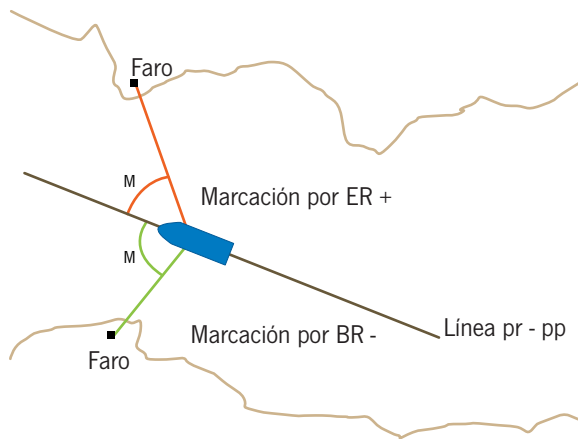 Faro
M
Marcación por ER +
M
Línea pr - pp
Marcación por BR -
Faro